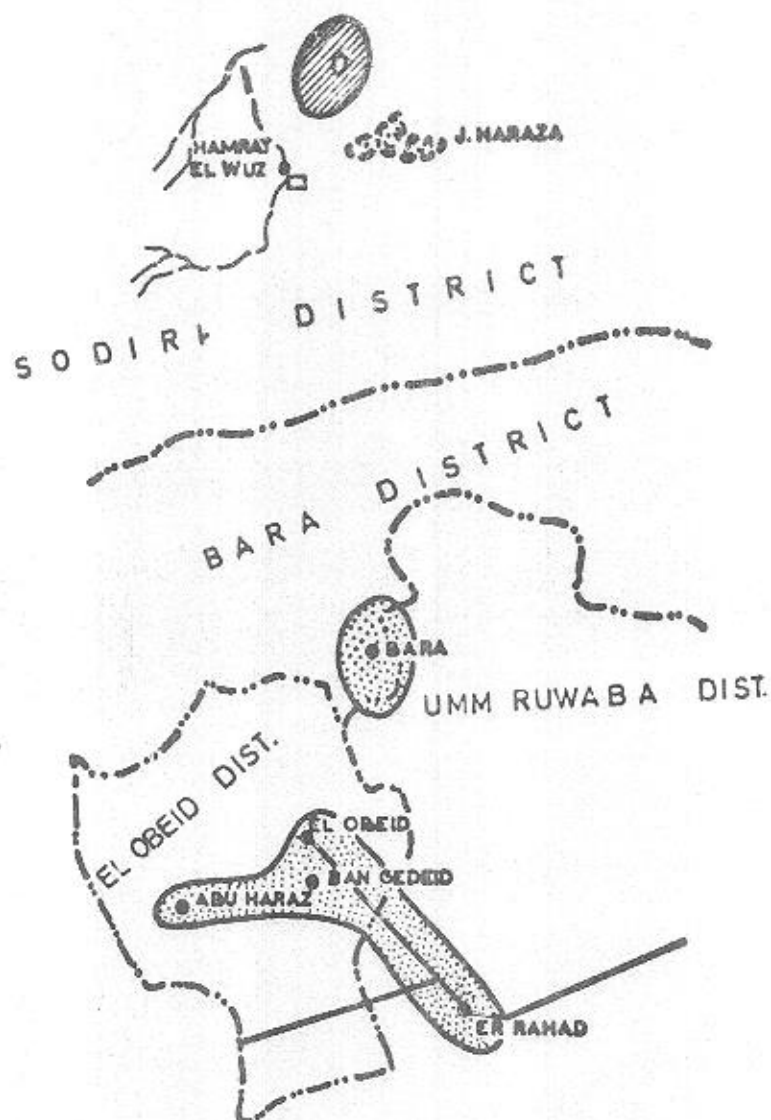 HAMRAT
EL WUZ
J. HARAZA
SODIRI DISTRICT
BARA DISTRICT
BARA
UMM RUWABA DIST.
EL OBEID DIST.
EL OBEID
BAN GEDEID
ABU HARAZ
ER RAHAD